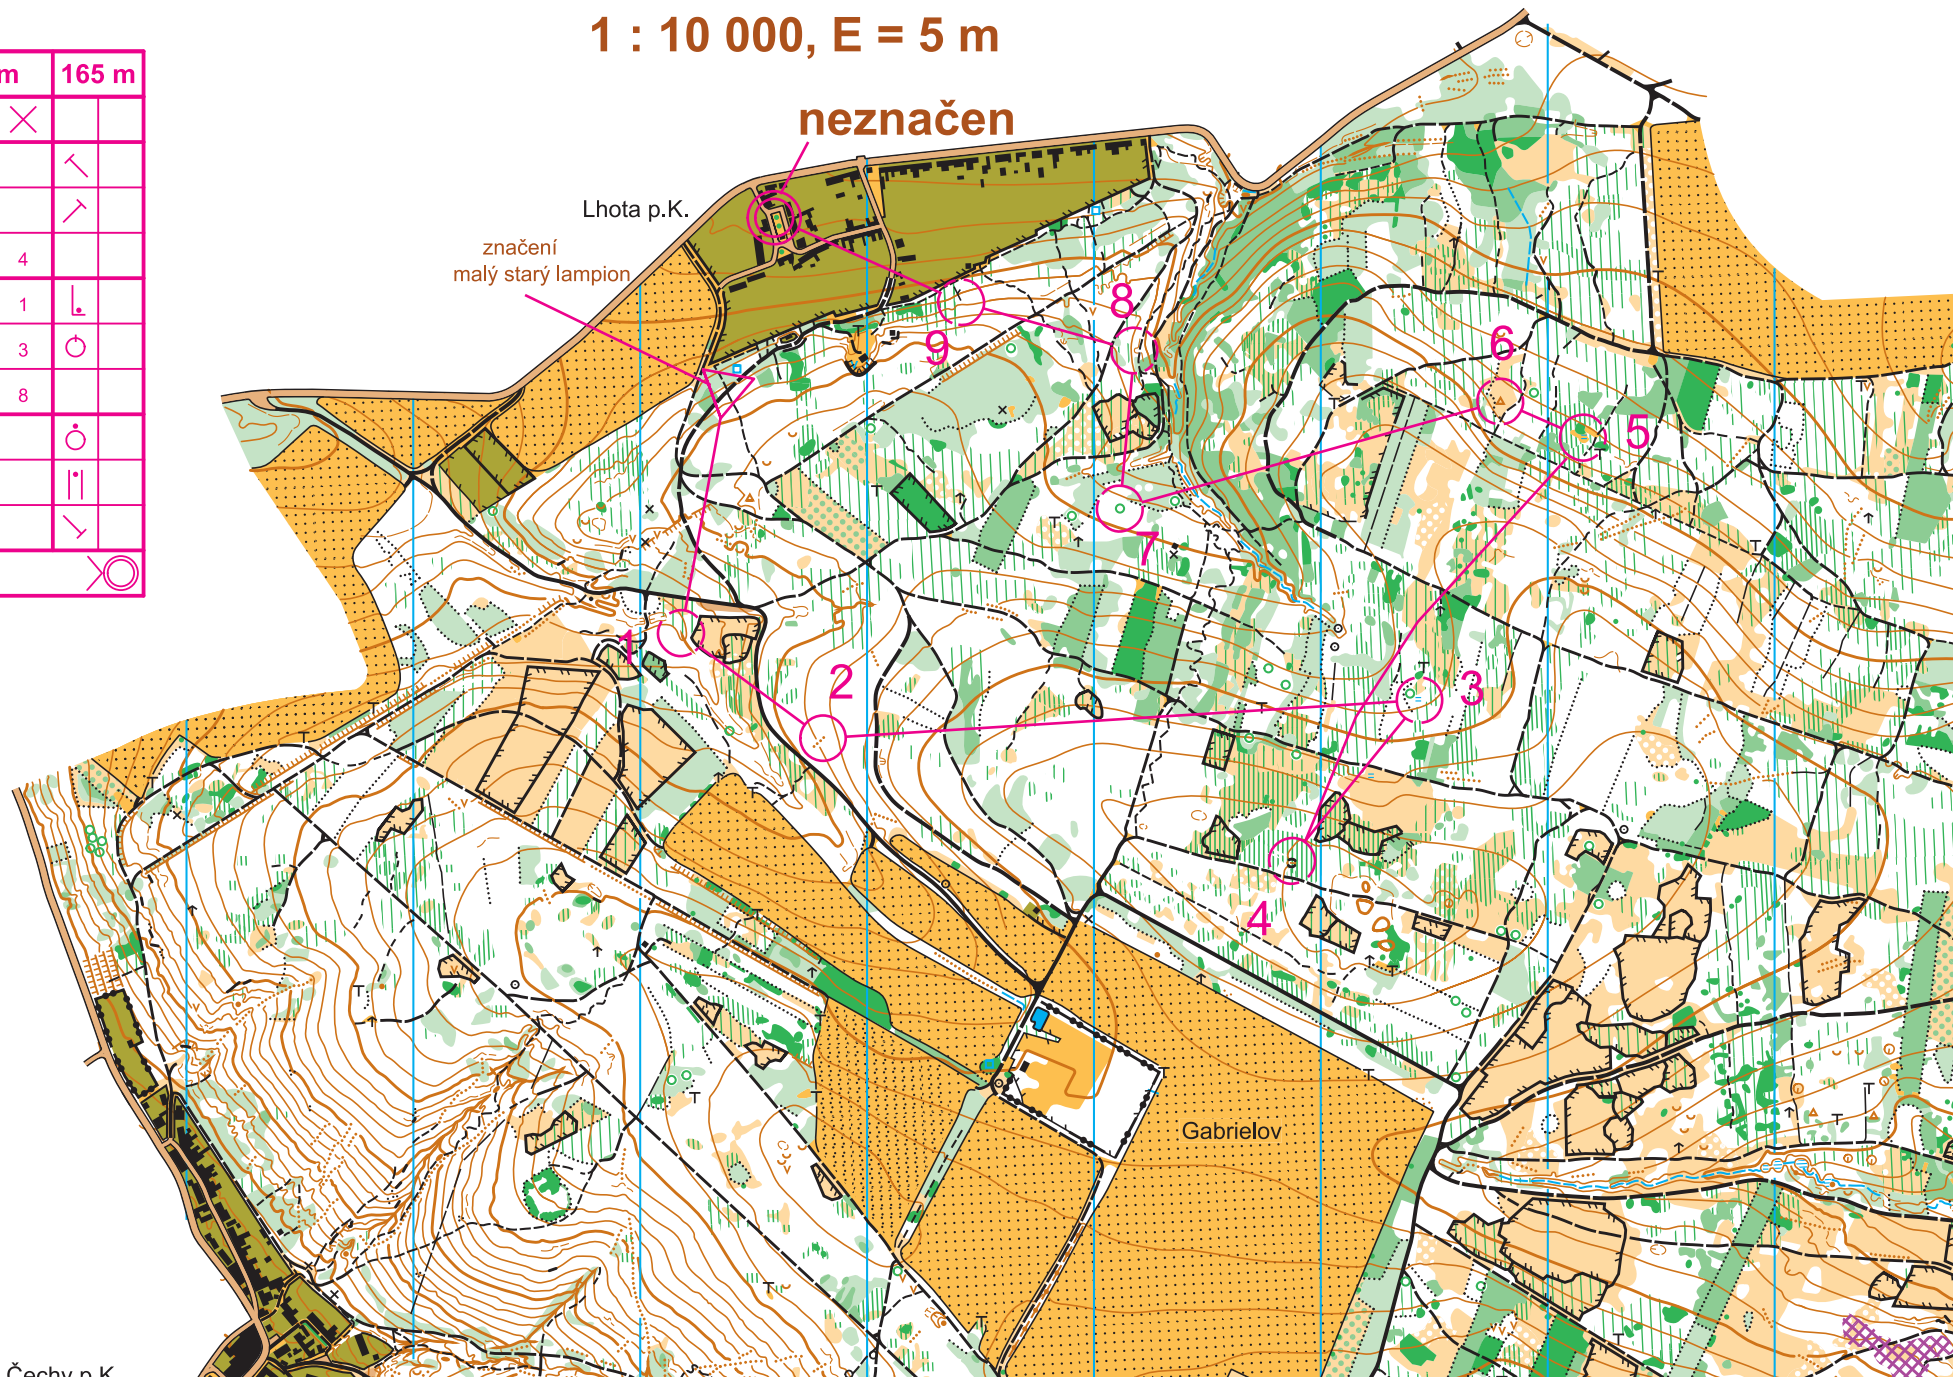 1 : 10 000, E = 5 m
m 165 m
neznačen
Lhota p.K.
značení
malý starý lampion
4
1
3
8
8
9
6
5
7
1
2
3
4
Gabrielov
Čechy p.K.